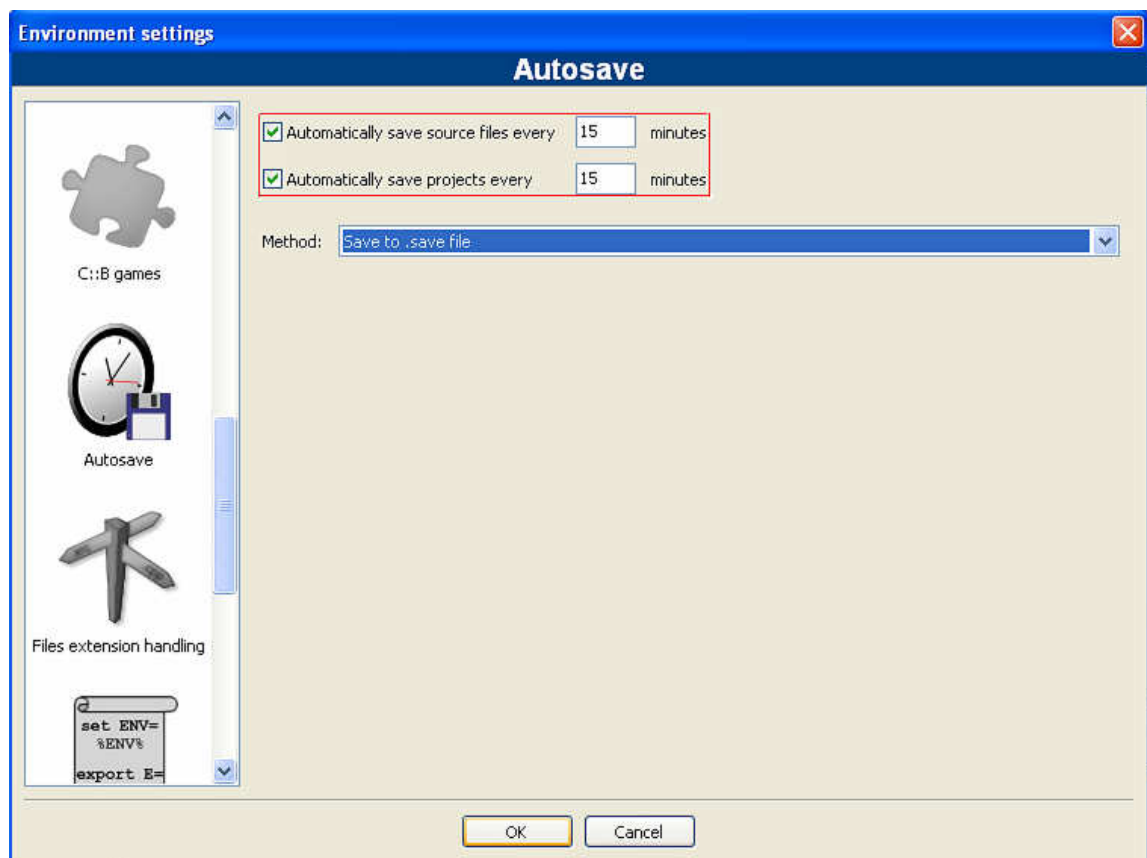 Environment settings
Autosave
C::B games
Autosave
Files extension handling
set ENV=
%ENV%
export E=
Automatically save source files every 15 minutes
Automatically save projects every 15 minutes
Method: Save to .save file
OK Cancel